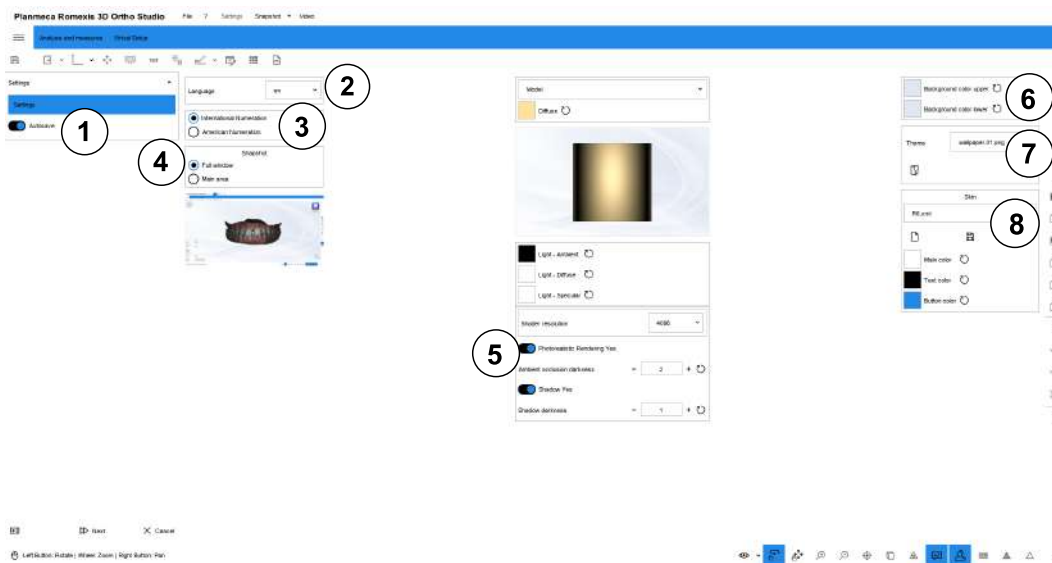 Planmeca Romexis 3D Ortho Studio File ? Settings Snapshot Video
Analysis and measures Virtual Setup
Settings
Settings
Autosave
1
Language en
2
International Numeration
American Numeration
3
Snapshot
Full window
Main area
4
Model
Diffuse
Light - Ambient
Light - Diffuse
Light - Specular
Shader resolution 4096
5
Photorealistic Rendering Yes
Ambient occlusion darkness - 2 +
Shadow Yes
Shadow darkness - 1 +
Background color upper
Background color lower
6
Theme wallpaper 01.png
7
Skin
8
Main color
Text color
Button color
Next Cancel
Left Button: Rotate | Wheel: Zoom | Right Button: Pan